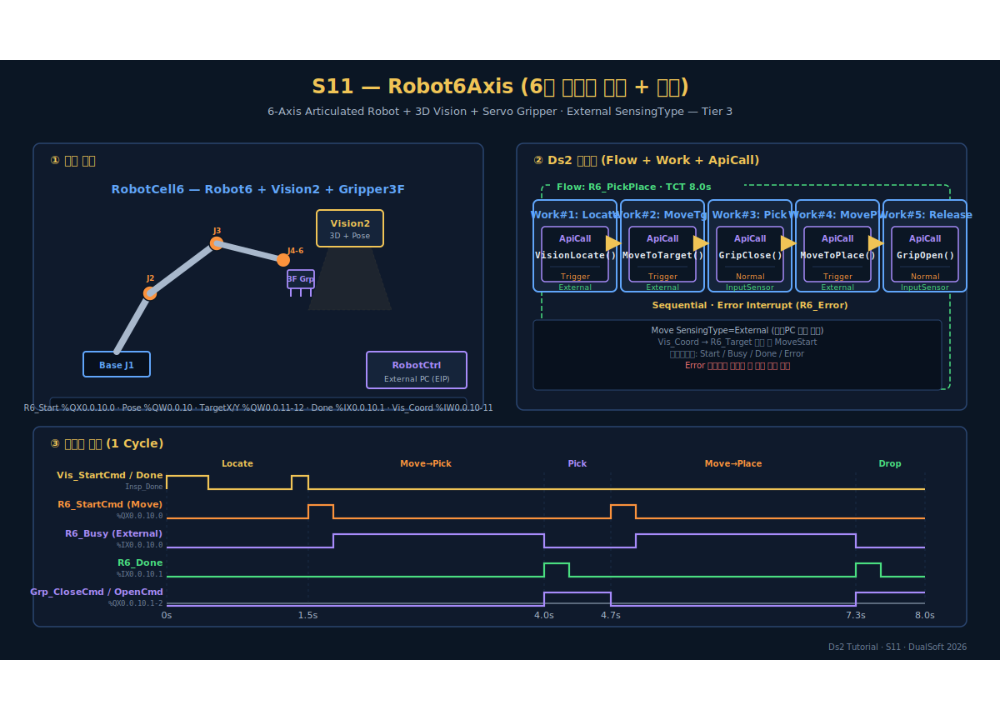 S11 — Robot6Axis (6 + )
6-Axis Articulated Robot + 3D Vision + Servo Gripper · External SensingType — Tier 3
①
RobotCell6 — Robot6 + Vision2 + Gripper3F
Vision2
3D + Pose
J3
J4-6
J2
3F Grp
Base J1
RobotCtrl
External PC (EIP)
R6_Start %QX0.0.10.0 · Pose %QW0.0.10 · TargetX/Y %QW0.0.11-12 · Done %IX0.0.10.1 · Vis_Coord %IW0.0.10-11
② Ds2 (Flow + Work + ApiCall)
Flow: R6_PickPlace · TCT 8.0s
Work#1: Locate
ApiCall
VisionLocate()
Trigger
External
Work#2: MoveTg
ApiCall
MoveToTarget()
Trigger
External
Work#3: Pick
ApiCall
GripClose()
Normal
InputSensor
Work#4: MoveP
ApiCall
MoveToPlace()
Trigger
External
Work#5: Release
ApiCall
GripOpen()
Normal
InputSensor
Sequential · Error Interrupt (R6_Error)
Move SensingType=External ( PC )
Vis_Coord → R6_Target MoveStart
: Start / Busy / Done / Error
Error
③ (1 Cycle)
Locate
Move→Pick
Pick
Move→Place
Drop
Vis_StartCmd / Done
Insp_Done
R6_StartCmd (Move)
%QX0.0.10.0
R6_Busy (External)
%IX0.0.10.0
R6_Done
%IX0.0.10.1
Grp_CloseCmd / OpenCmd
%QX0.0.10.1-2
0s
1.5s
4.0s
4.7s
7.3s
8.0s
Ds2 Tutorial · S11 · DualSoft 2026